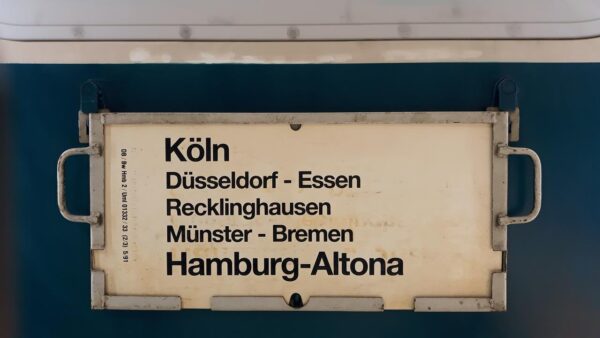 Köln
Düsseldorf - Essen
Recklinghausen
Münster - Bremen
Hamburg-Altona